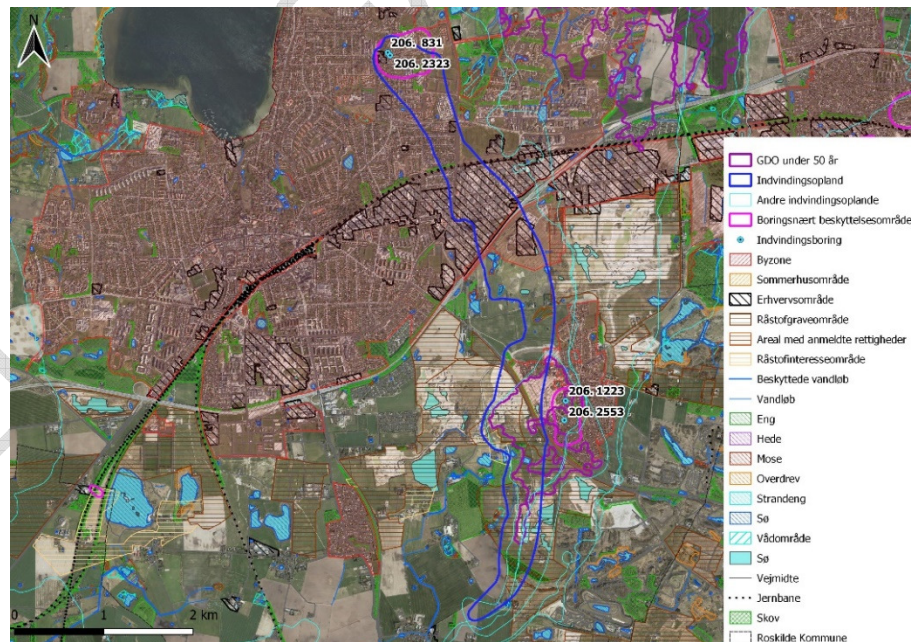 N
206. 831
206. 2323
206. 1223
206. 2553
GDO under 50 år
Indvindingsopland
Andre indvindingsoplande
Boringsnært beskyttelsesområde
Indvindingsboring
Byzone
Sommerhusområde
Erhvervsområde
Råstofgraveområde
Areal med anmeldte rettigheder
Råstofinteresseområde
Beskyttede vandløb
Vandløb
Eng
Hede
Mose
Overdrev
Strandeng
Sø
Vådområde
Sø
Vejmidte
Jernbane
Skov
Roskilde Kommune
0 1 2 km